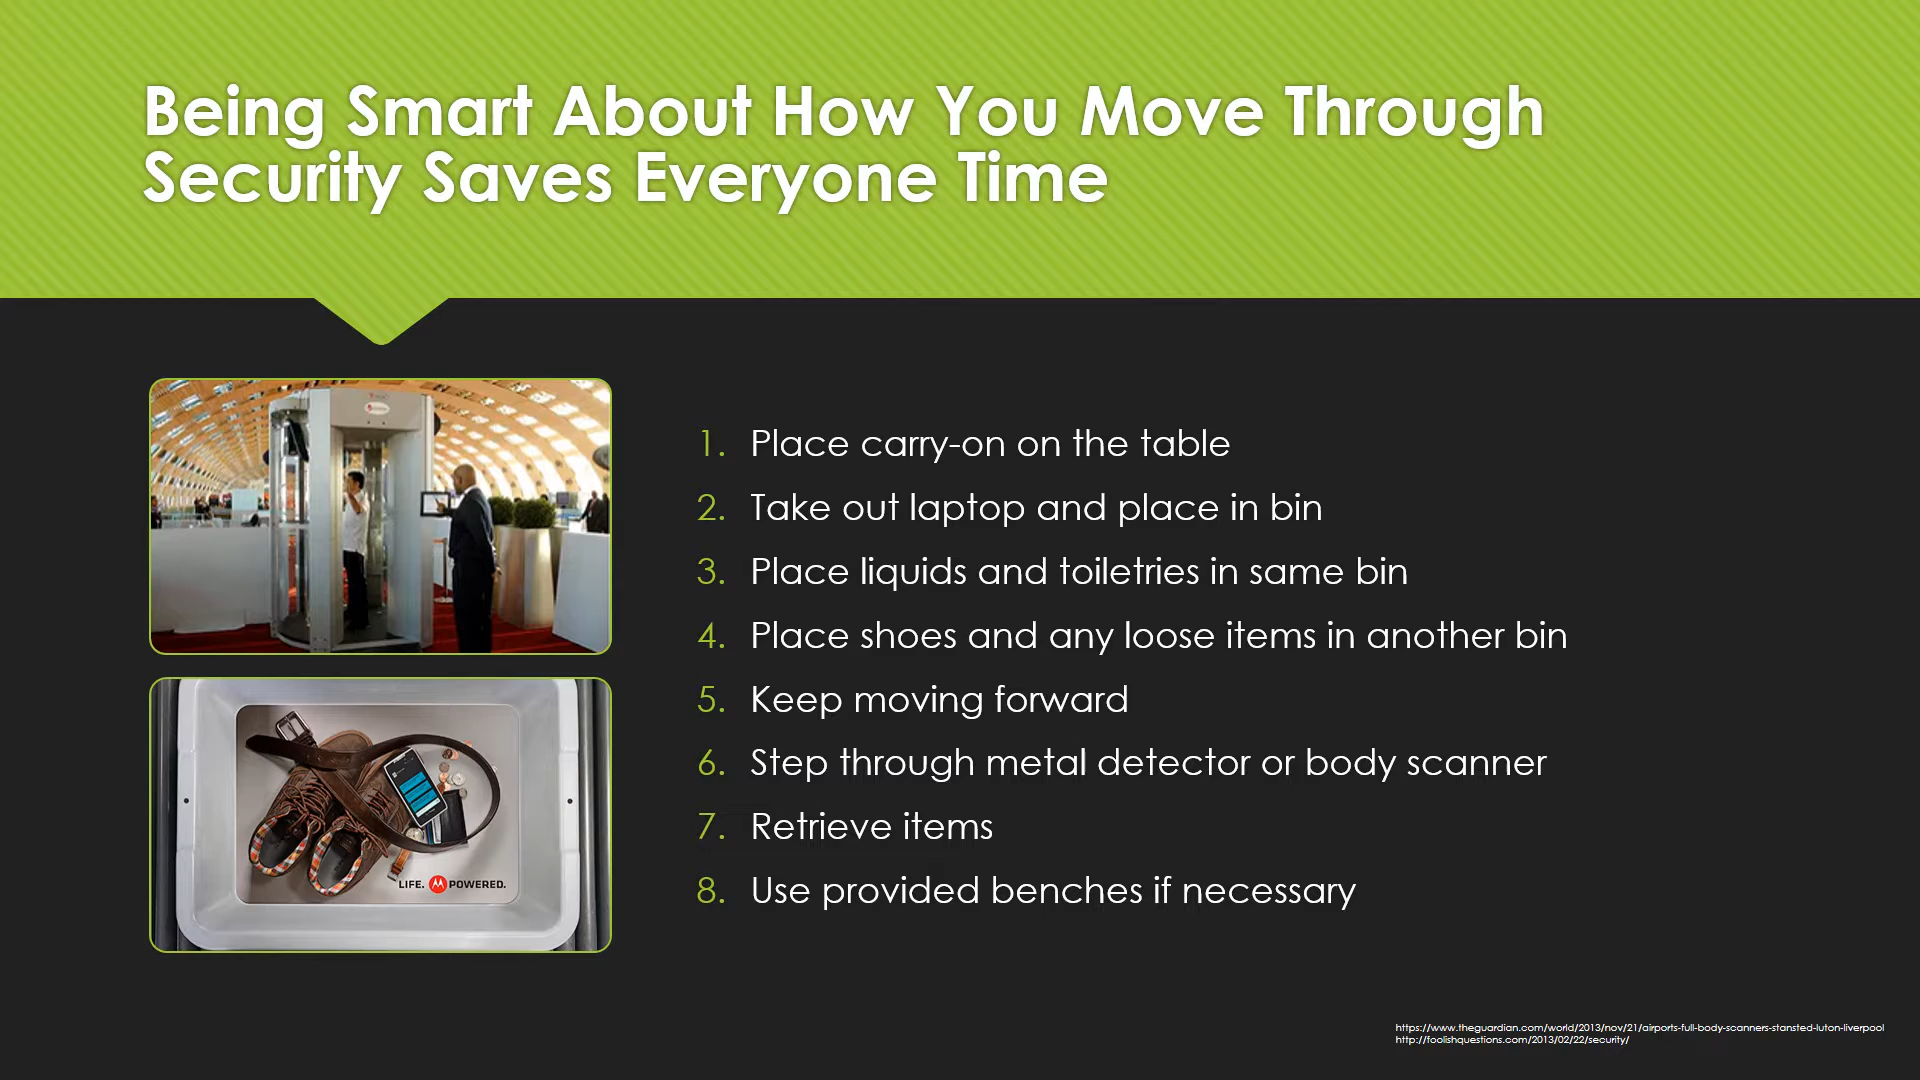 Being Smart About How You Move Through
Security Saves Everyone Time
1. Place carry-on on the table
2. Take out laptop and place in bin
3. Place liquids and toiletries in same bin
4. Place shoes and any loose items in another bin
5. Keep moving forward
6. Step through metal detector or body scanner
7. Retrieve items
8. Use provided benches if necessary
LIFE. POWERED.
https://www.theguardian.com/world/2013/nov/21/airports-full-body-scanners-stansted-luton-liverpool
http://foolishquestions.com/2013/02/22/security/